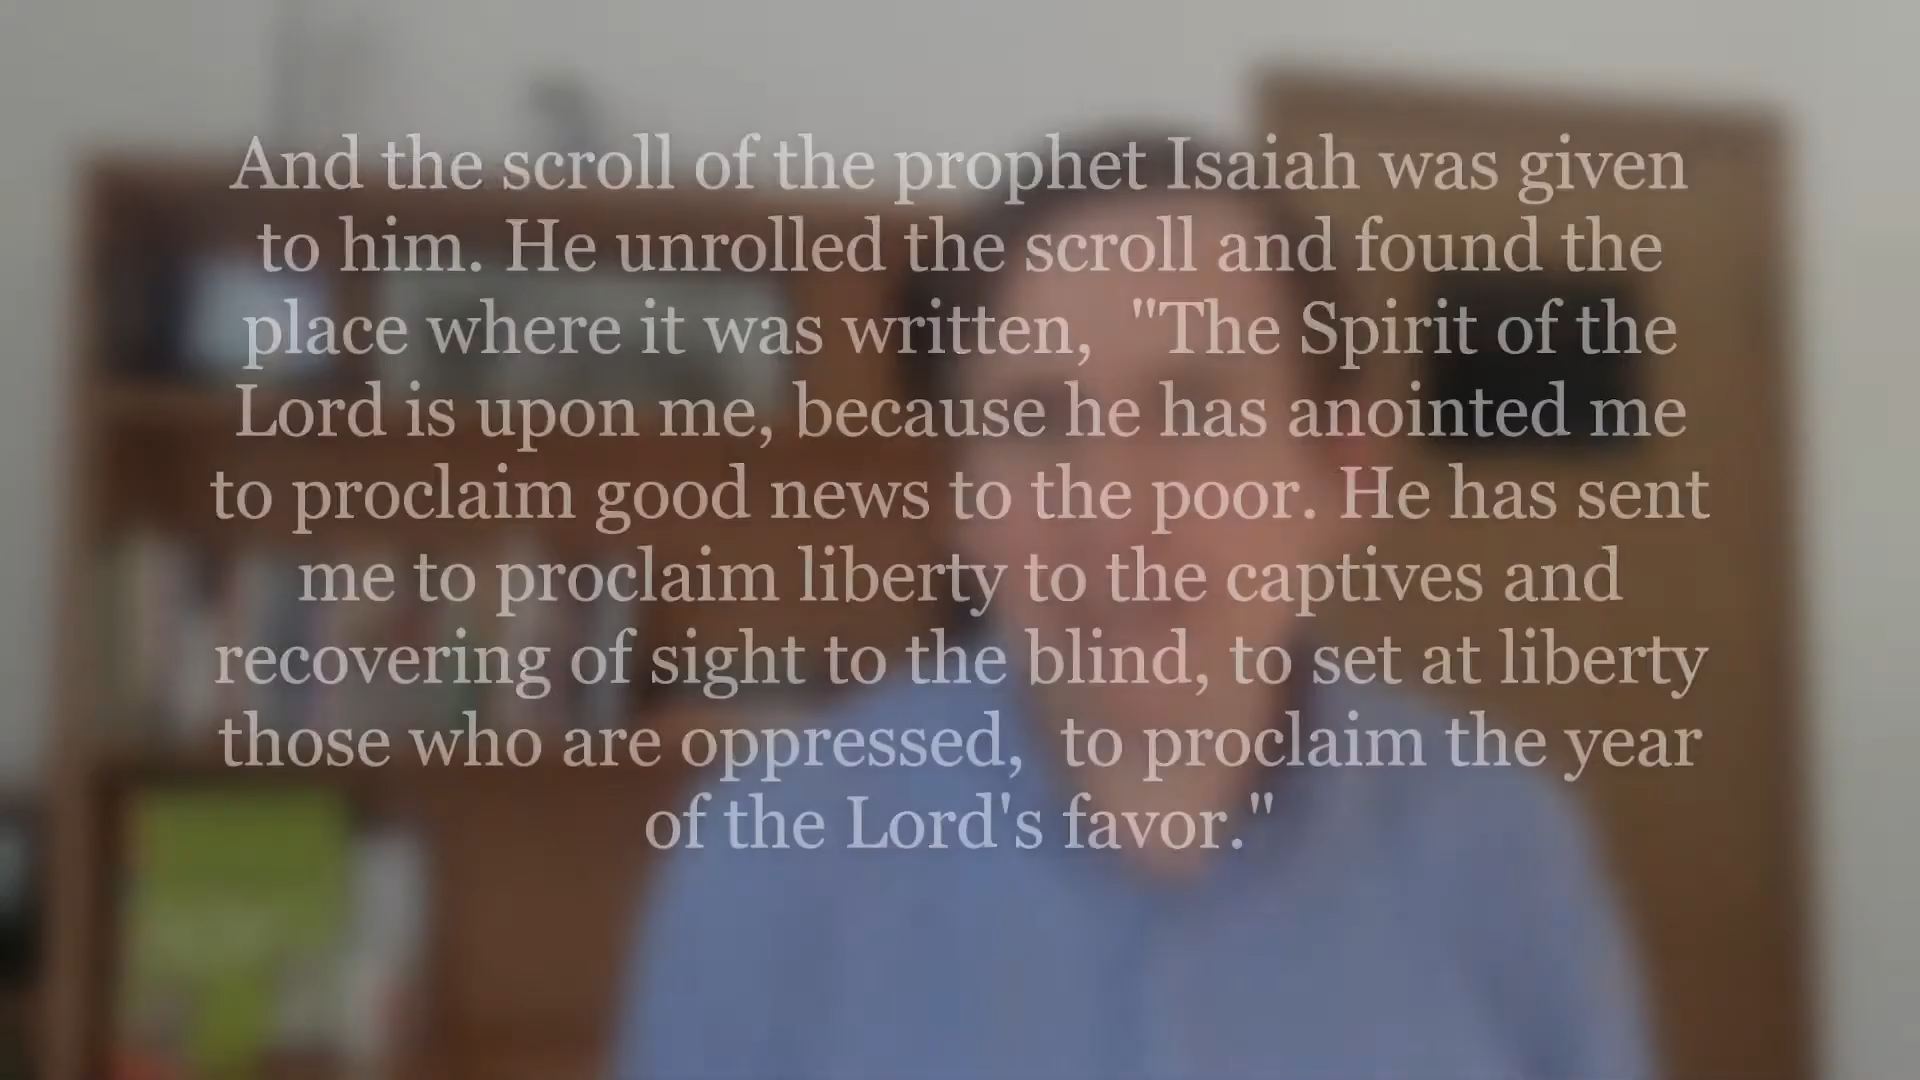 And the scroll of the prophet Isaiah was given
to him. He unrolled the scroll and found the
place where it was written,  "The Spirit of the
Lord is upon me, because he has anointed me
to proclaim good news to the poor. He has sent
me to proclaim liberty to the captives and
recovering of sight to the blind, to set at liberty
those who are oppressed,  to proclaim the year
of the Lord's favor."